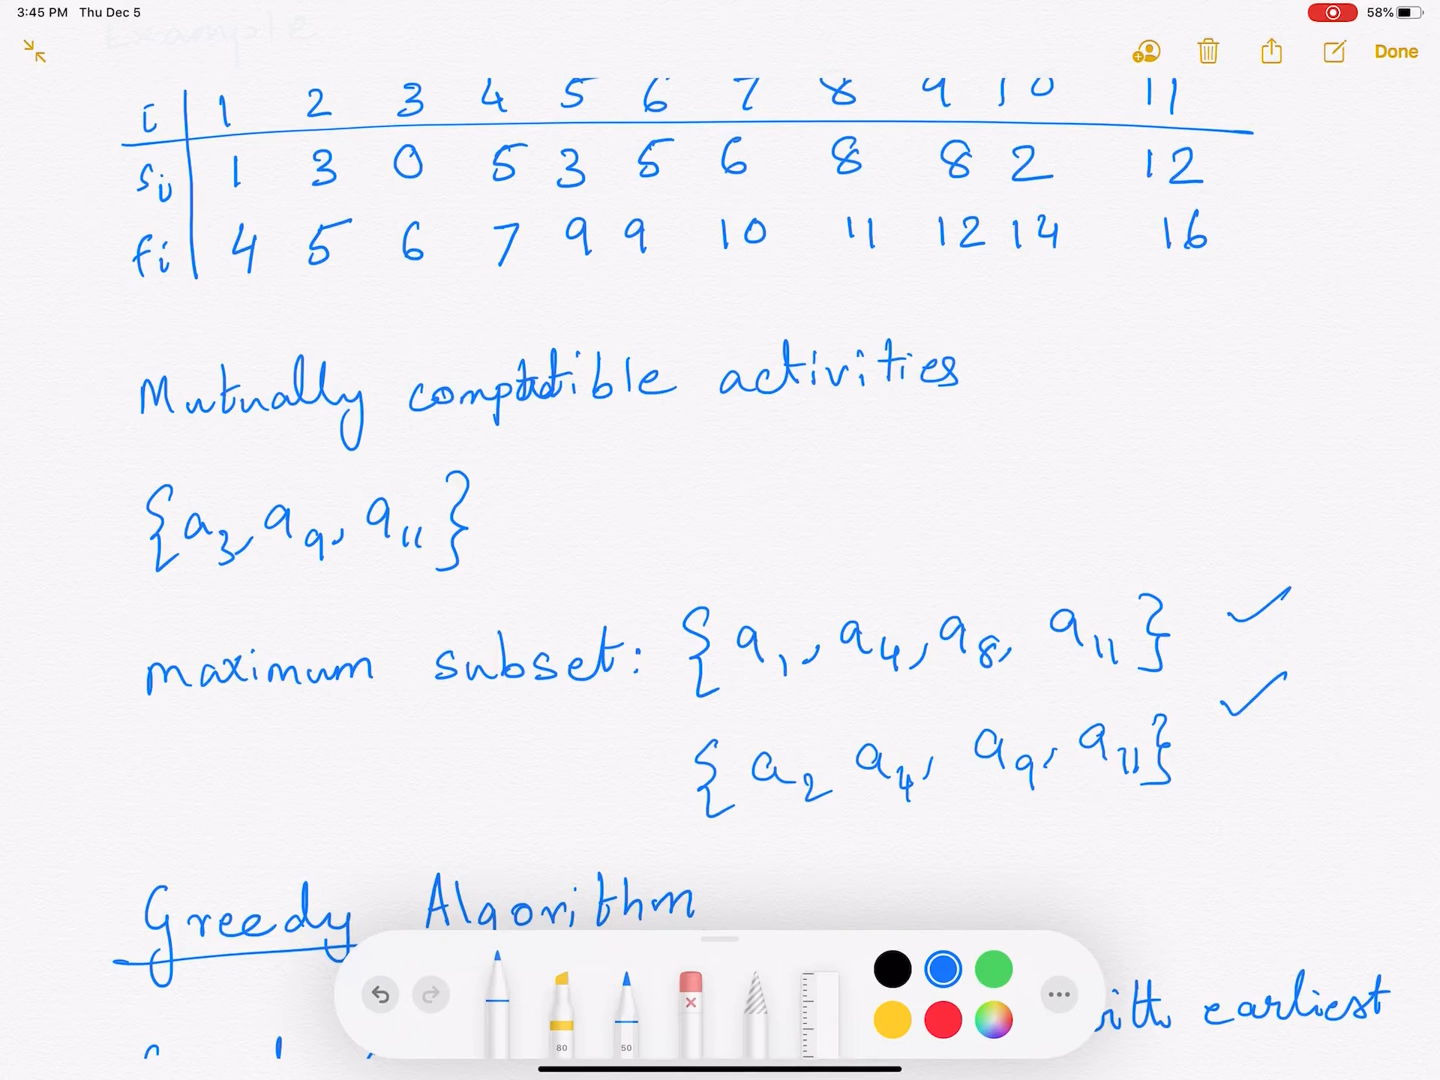 3:45 PM Thu Dec 5 58%
Example
Done
i 1 2 3 4 5 6 7 8 9 10 11
si 1 3 0 5 3 5 6 8 8 2 12
fi 4 5 6 7 9 9 10 11 12 14 16
Mutually compatible activities
{a3, a9, a11}
maximum subset: {a1, a4, a8, a11} ✓
{a2 a4, a9, a11} ✓
Greedy Algorithm
80 50
earliest